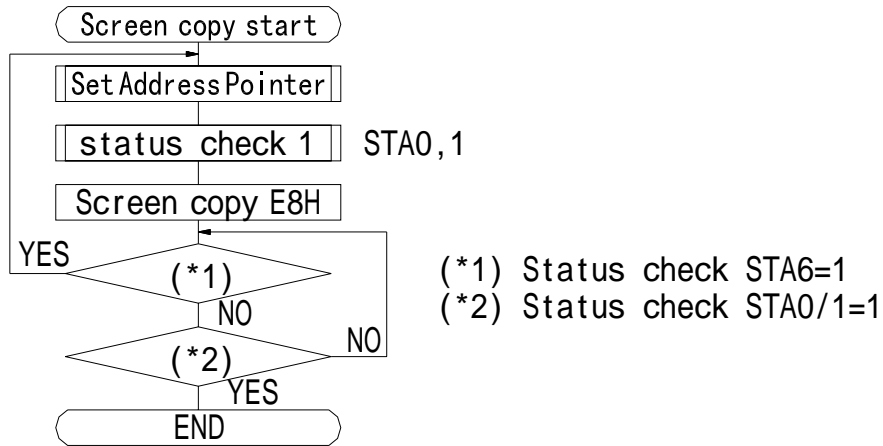 Screen copy start
Set Address Pointer
status check 1 STA0,1
Screen copy E8H
YES
(*1) (*1) Status check STA6=1
NO (*2) Status check STA0/1=1
(*2) NO
YES
END